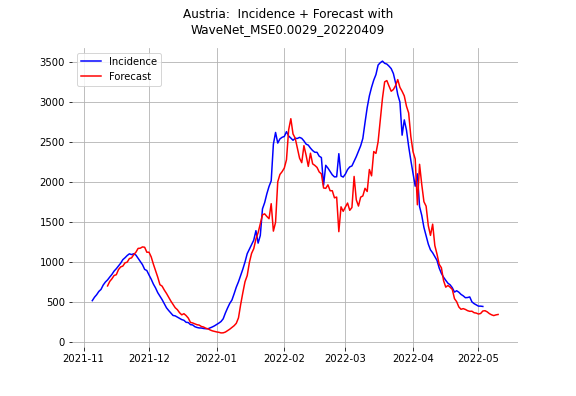 Austria:  Incidence + Forecast with
WaveNet_MSE0.0029_20220409
Incidence
Forecast
3500
3000
2500
2000
1500
1000
500
0
2021-11 2021-12 2022-01 2022-02 2022-03 2022-04 2022-05